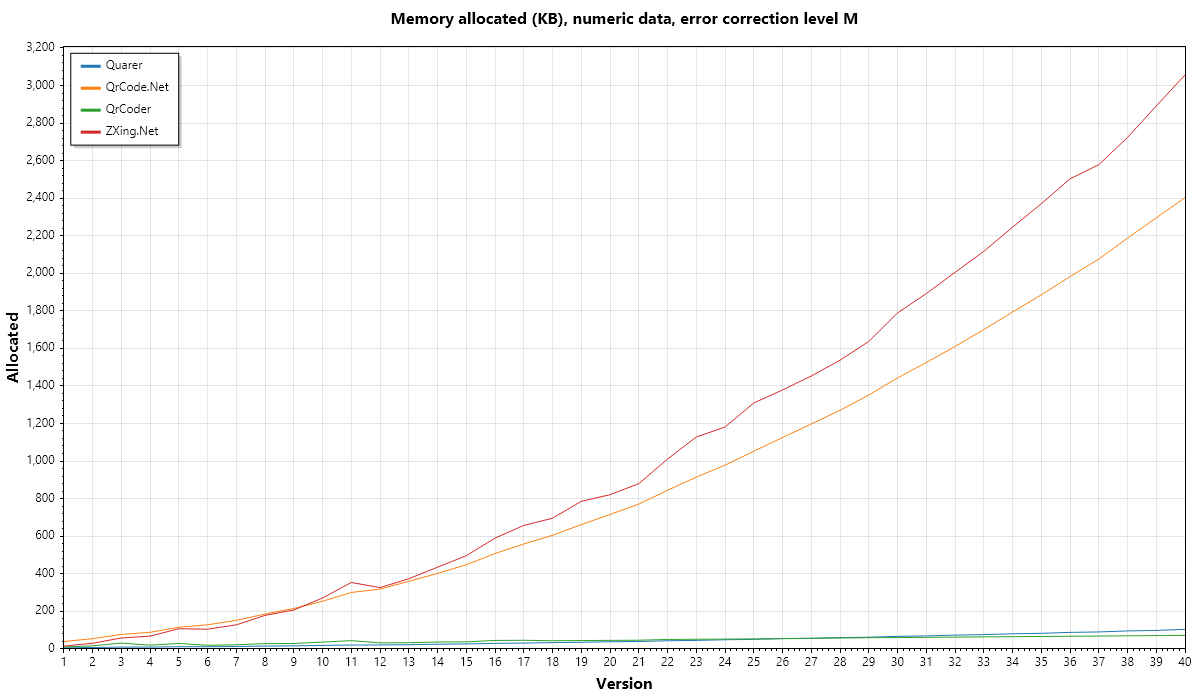 Memory allocated (KB), numeric data, error correction level M
3,200
3,000
2,800
2,600
2,400
2,200
2,000
1,800
1,600
1,400
1,200
1,000
800
600
400
200
0
Allocated
Quarer
QrCode.Net
QrCoder
ZXing.Net
1 2 3 4 5 6 7 8 9 10 11 12 13 14 15 16 17 18 19 20 21 22 23 24 25 26 27 28 29 30 31 32 33 34 35 36 37 38 39 40
Version